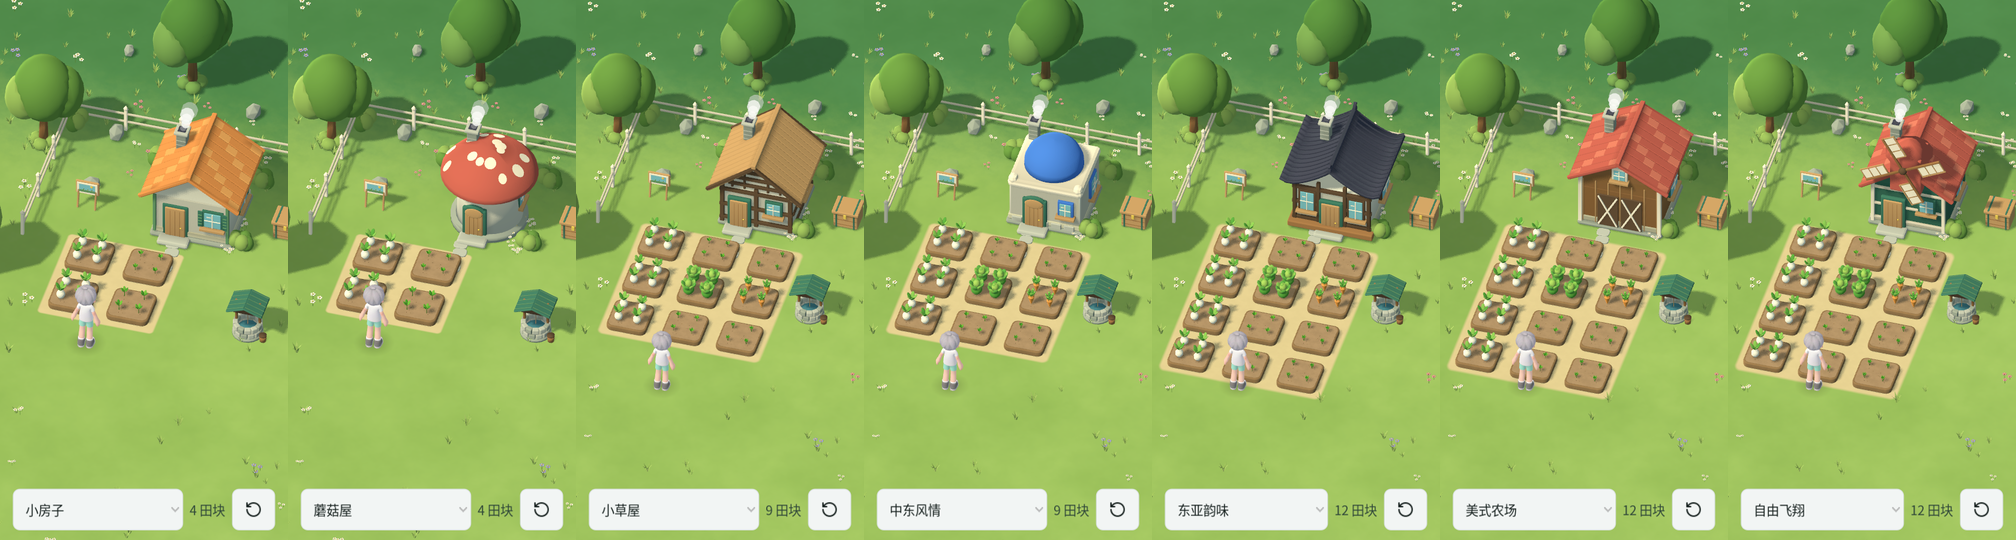 小房子
4 田块
蘑菇屋
4 田块
小草屋
9 田块
中东风情
9 田块
东亚韵味
12 田块
美式农场
12 田块
自由飞翔
12 田块